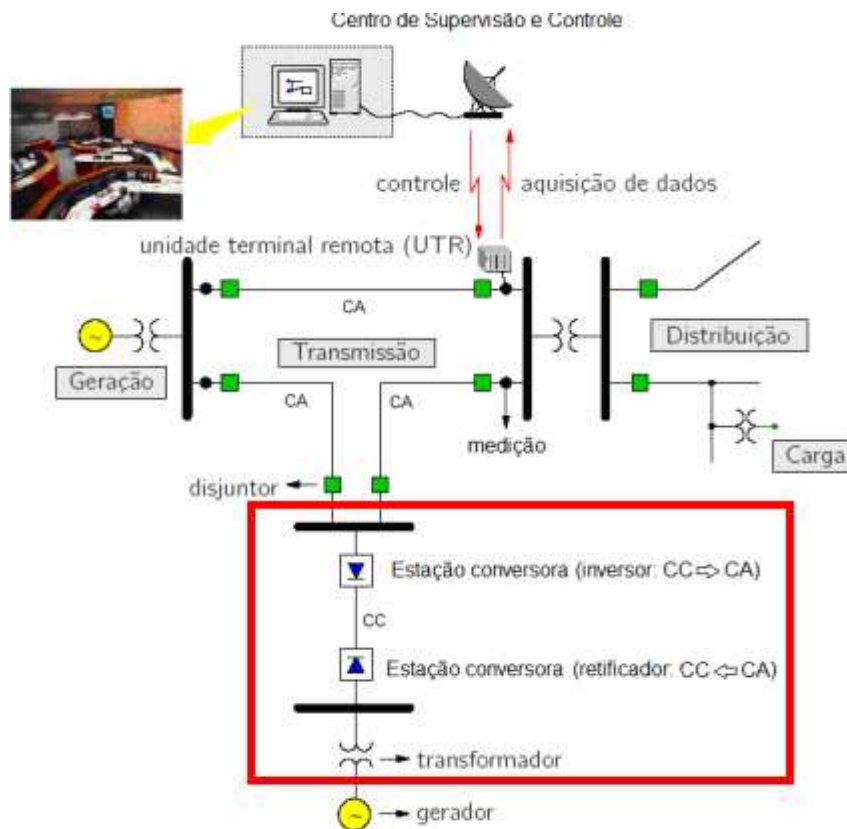 Centro de Supervisão e Controle
controle
aquisição de dados
unidade terminal remota (UTR)
CA
Transmissão
Distribuição
Geração
CA
CA
medição
Carga
disjuntor
Estação conversora (inversor: CC⇨CA)
CC
Estação conversora (retificador: CC⇦CA)
transformador
gerador